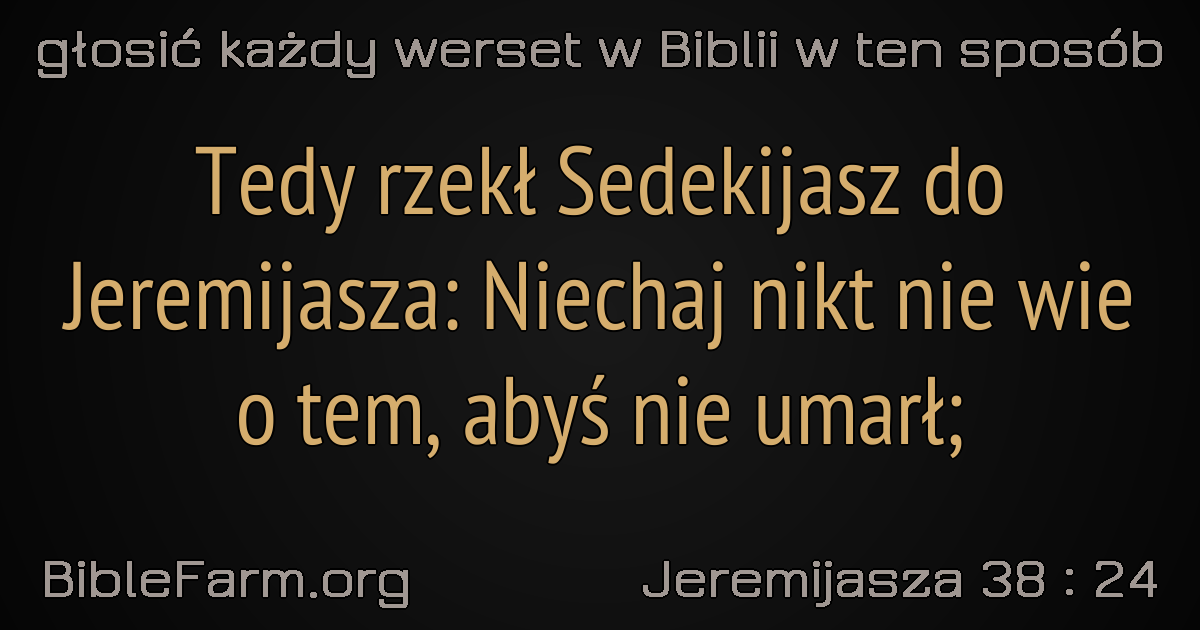 głosić każdy werset w Biblii w ten sposób
Tedy rzekł Sedekijasz do
Jeremijasza: Niechaj nikt nie wie
o tem, abyś nie umarł;
BibleFarm.org
Jeremijasza 38 : 24